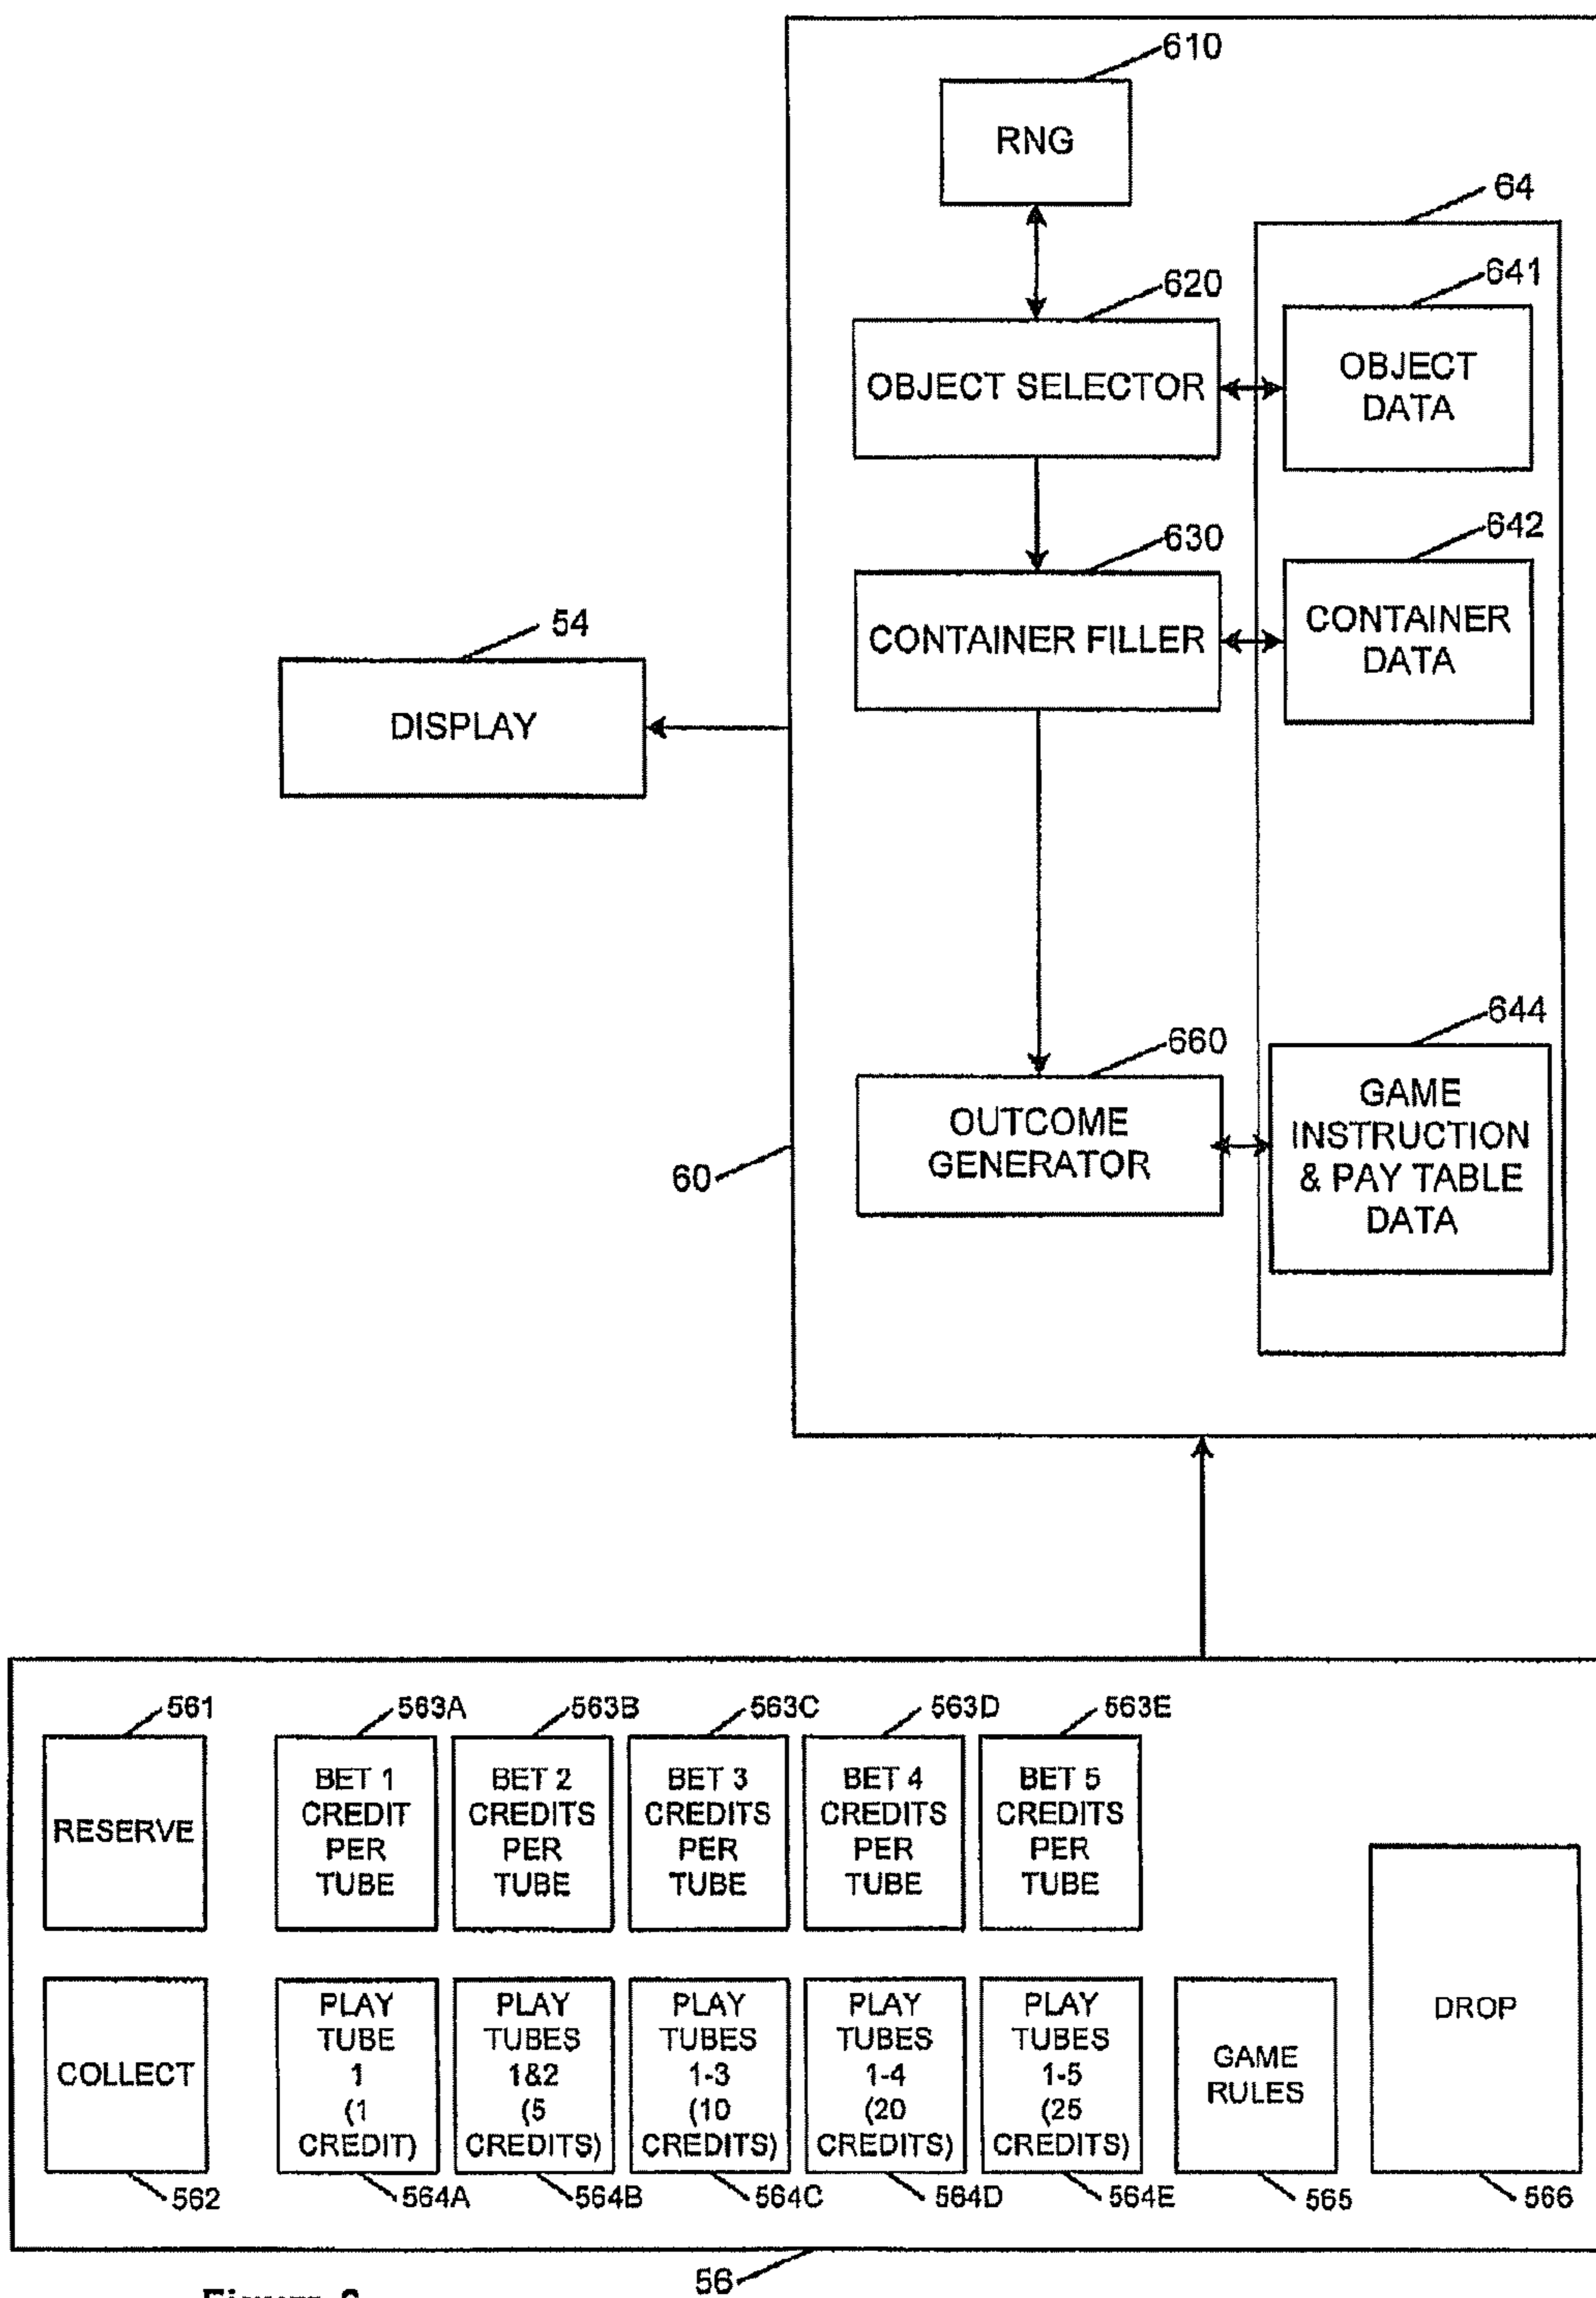 610
RNG
64
620
641
OBJECT SELECTOR
OBJECT
DATA
630
642
CONTAINER FILLER
CONTAINER
DATA
54
DISPLAY
644
660
OUTCOME
GENERATOR
GAME
INSTRUCTION
& PAY TABLE
DATA
60
561
563A
563B
563C
563D
563E
RESERVE
BET 1
CREDIT
PER
TUBE
BET 2
CREDITS
PER
TUBE
BET 3
CREDITS
PER
TUBE
BET 4
CREDITS
PER
TUBE
BET 5
CREDITS
PER
TUBE
COLLECT
PLAY
TUBE
1
(1
CREDIT)
PLAY
TUBES
1&2
(5
CREDITS)
PLAY
TUBES
1-3
(10
CREDITS)
PLAY
TUBES
1-4
(20
CREDITS)
PLAY
TUBES
1-5
(25
CREDITS)
GAME
RULES
DROP
562
564A
564B
564C
564D
564E
565
566
56